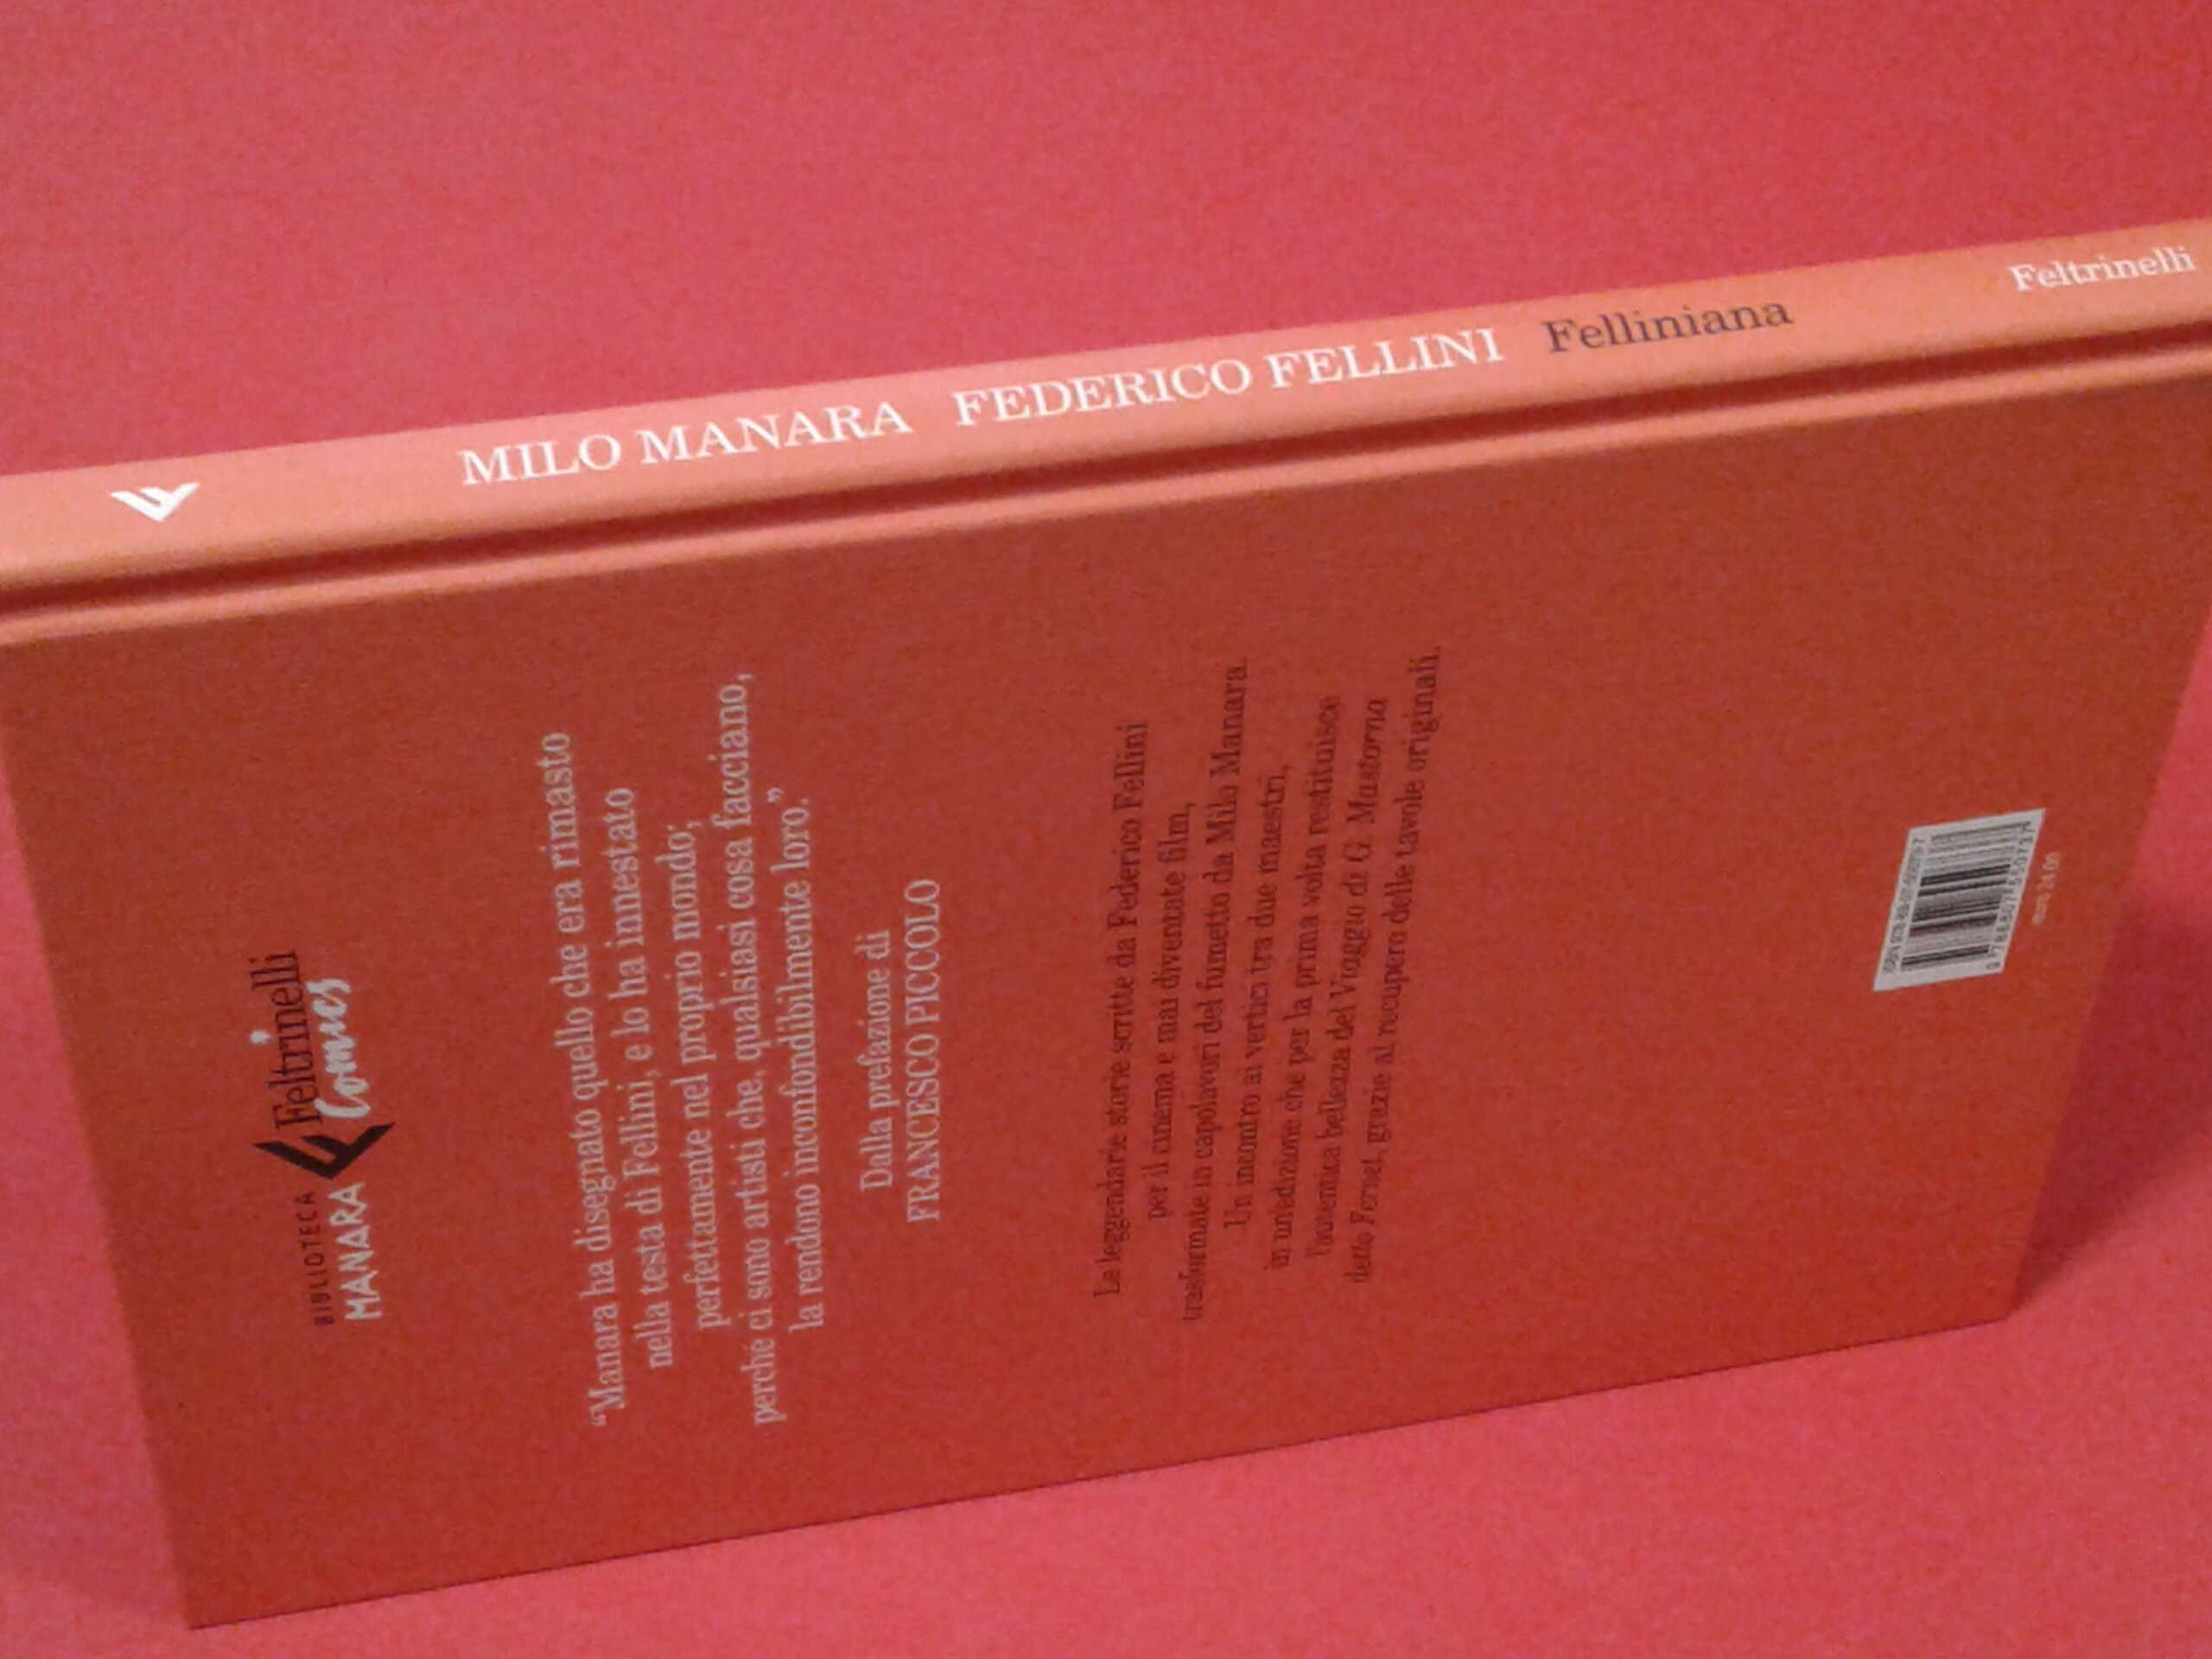 MILO MANARA FEDERICO FELLINI Felliniana Feltrinelli
BIBLIOTECA
MANARA
Feltrinelli
Comics
“Manara ha disegnato quello che era rimasto
nella testa di Fellini, e lo ha innestato
perfettamente nel proprio mondo;
perché ci sono artisti che, qualsiasi cosa facciano,
la rendono inconfondibilmente loro.”
Dalla prefazione di
FRANCESCO PICCOLO
Le leggendarie storie scritte da Federico Fellini
per il cinema e mai diventate film,
trasformate in capolavori del fumetto da Milo Manara.
Un incontro ai vertici tra due maestri,
in un'edizione che per la prima volta restituisce
l'autentica bellezza del Viaggio di G. Mastorna
detto Fernet, grazie al recupero delle tavole originali.